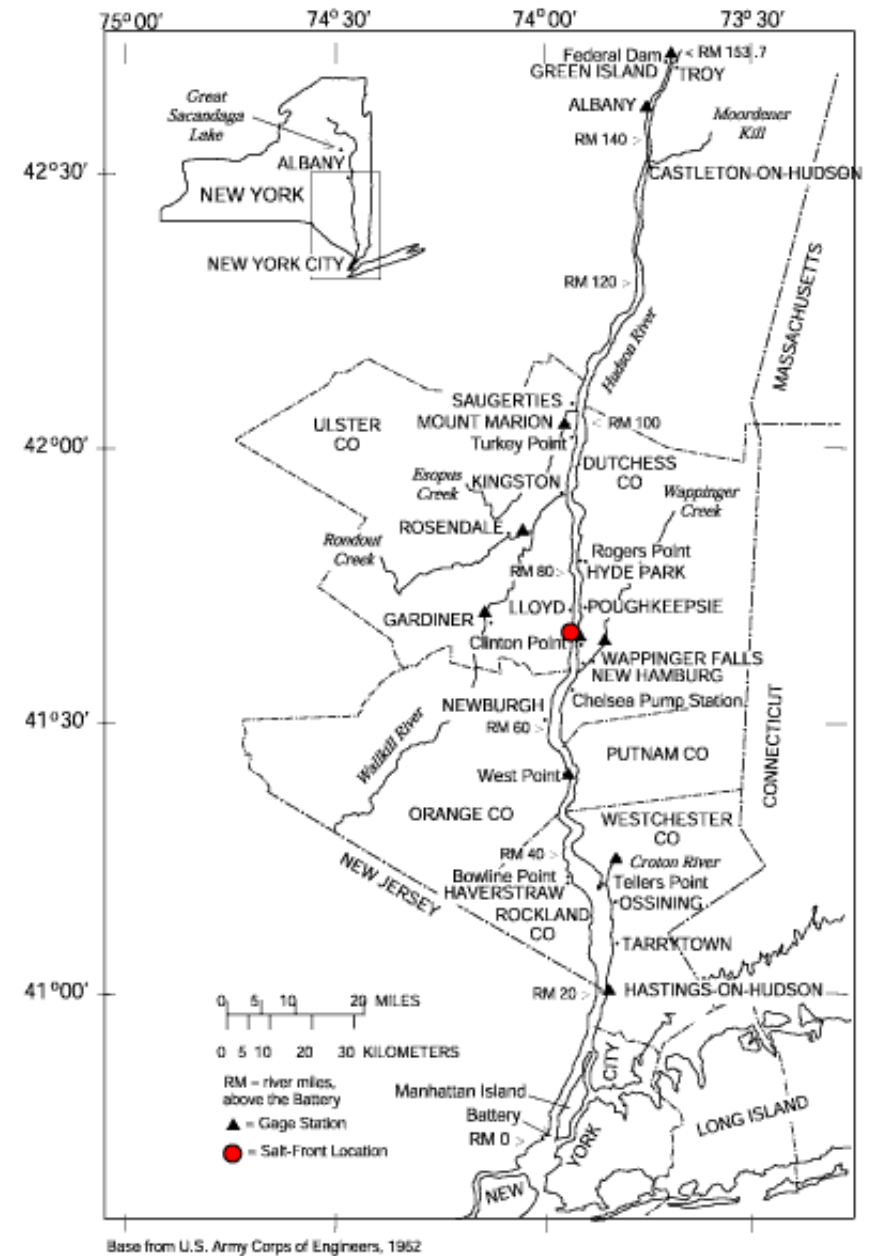 75° 00'
74° 30'
74° 00'
73° 30'
Federal Dam
< RM 153.7
GREEN ISLAND
TROY
Great
Sacandaga
Lake
ALBANY
Moordener
Kill
RM 140 >
ALBANY
42° 30'
CASTLETON-ON-HUDSON
NEW YORK
NEW YORK CITY
RM 120 >
MASSACHUSETTS
Hudson River
SAUGERTIES
ULSTER
CO
MOUNT MARION
< RM 100
Turkey Point
42° 00'
DUTCHESS
CO
Esopus
Creek
KINGSTON
Wappinger
Creek
ROSENDALE
Rondout
Creek
Rogers Point
RM 80 >
HYDE PARK
LLOYD
POUGHKEEPSIE
GARDINER
Clinton Point
WAPPINGER FALLS
NEW HAMBURG
Chelsea Pump Station
NEWBURGH
41° 30'
RM 60 >
Wallkill River
CONNECTICUT
PUTNAM CO
West Point
ORANGE CO
WESTCHESTER
CO
RM 40 >
Croton River
NEW JERSEY
Bowline Point
Tellers Point
HAVERSTRAW
OSSINING
ROCKLAND
CO
TARRYTOWN
41° 00'
RM 20 >
HASTINGS-ON-HUDSON
0 5 10 20 MILES
0 5 10 20 30 KILOMETERS
RM = river miles,
above the Battery
= Gage Station
= Salt-Front Location
CITY
Manhattan Island
Battery
RM 0 >
LONG ISLAND
YORK
NEW
Base from U.S. Army Corps of Engineers, 1962